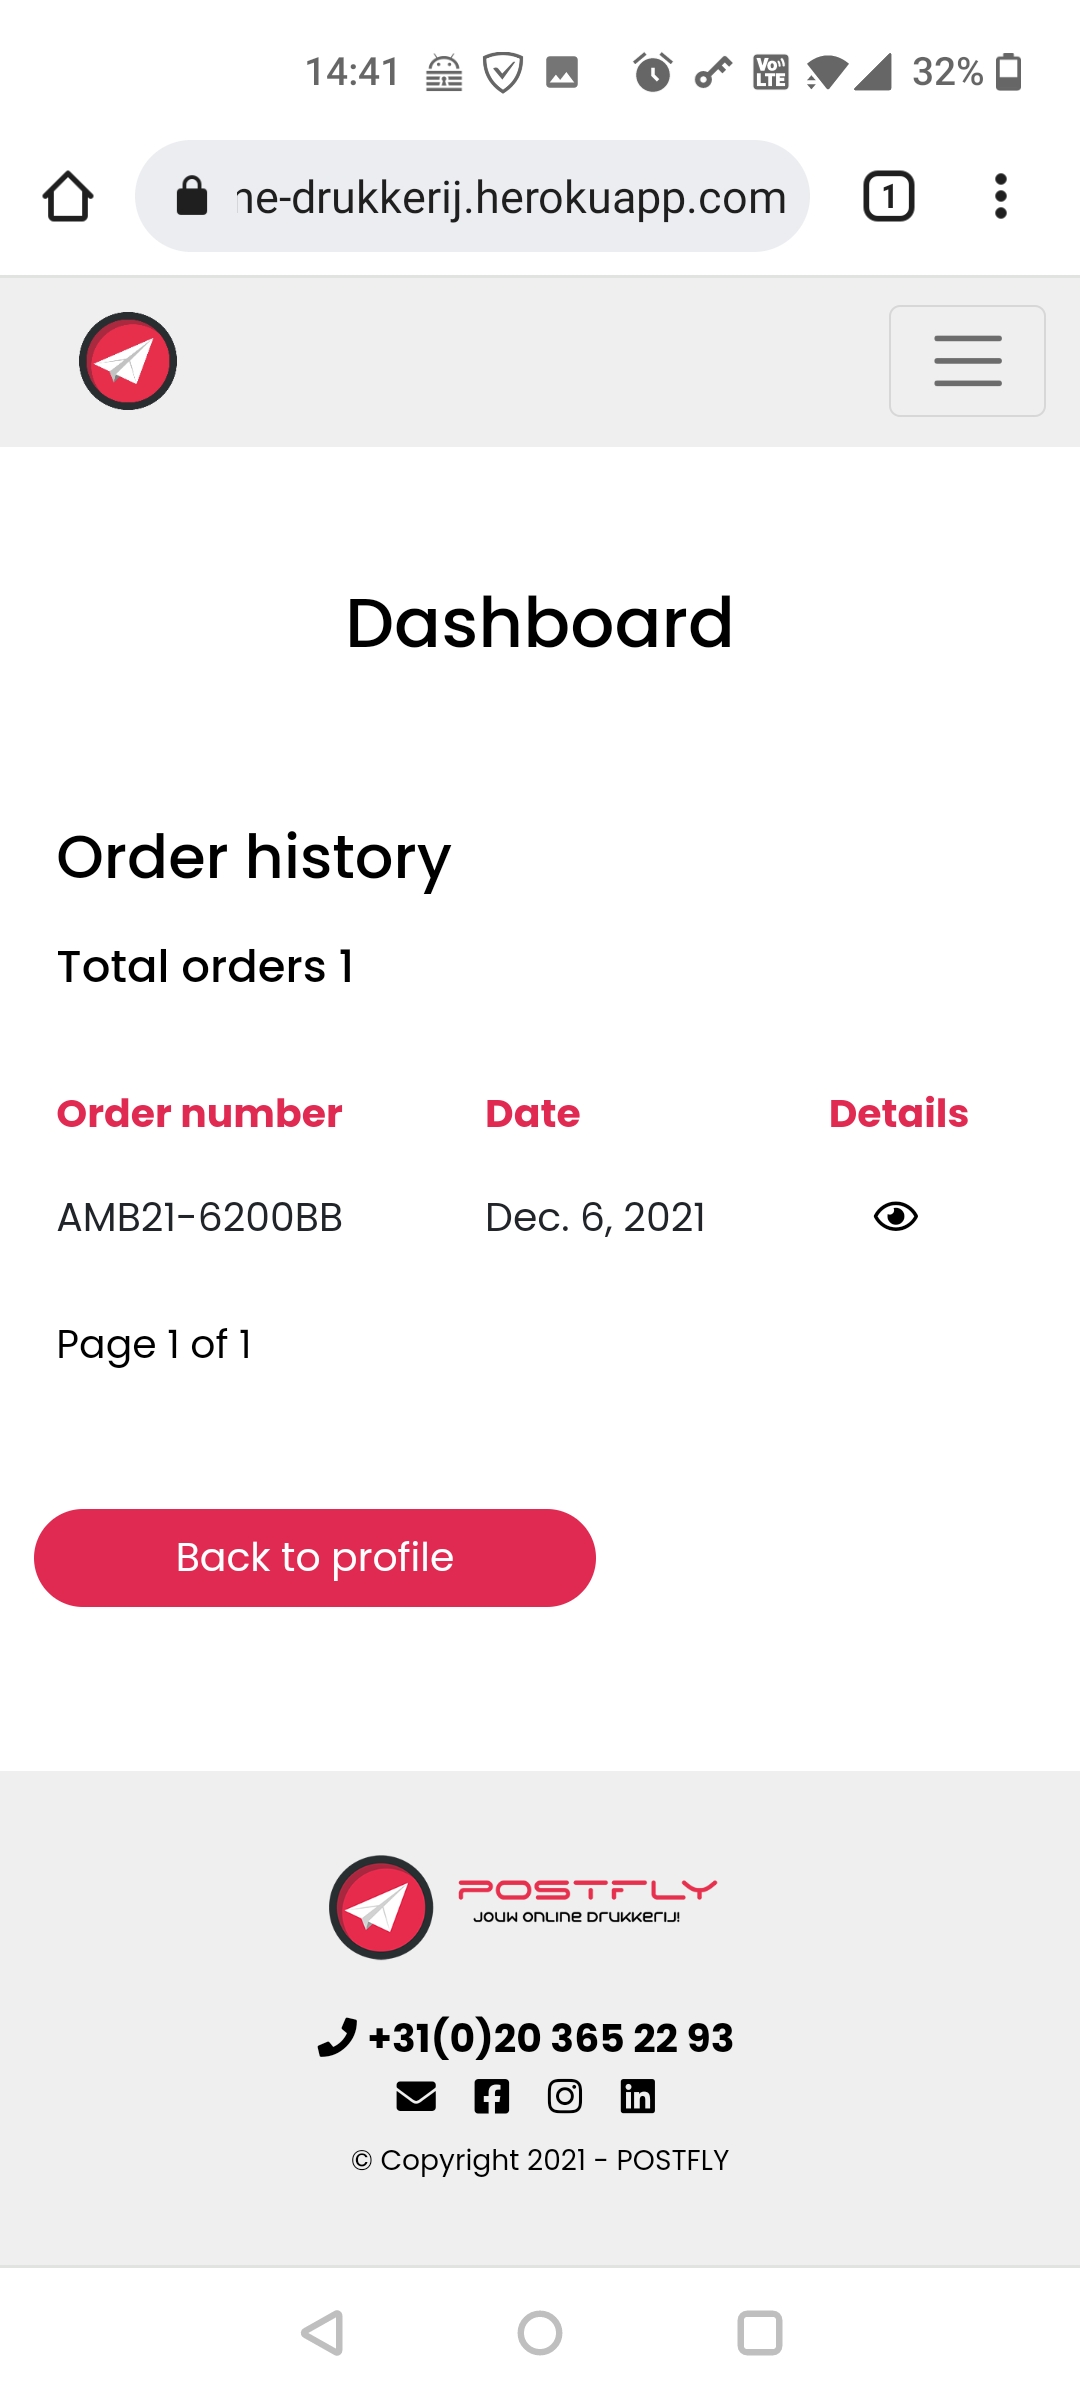 14:41 VoLTE 32%
ne-drukkerij.herokuapp.com 1
Dashboard
Order history
Total orders 1
Order number Date Details
AMB21-6200BB Dec. 6, 2021
Page 1 of 1
Back to profile
POSTFLY
JOUW ONLINE DRUKKERIJ!
+31(0)20 365 22 93
© Copyright 2021 - POSTFLY